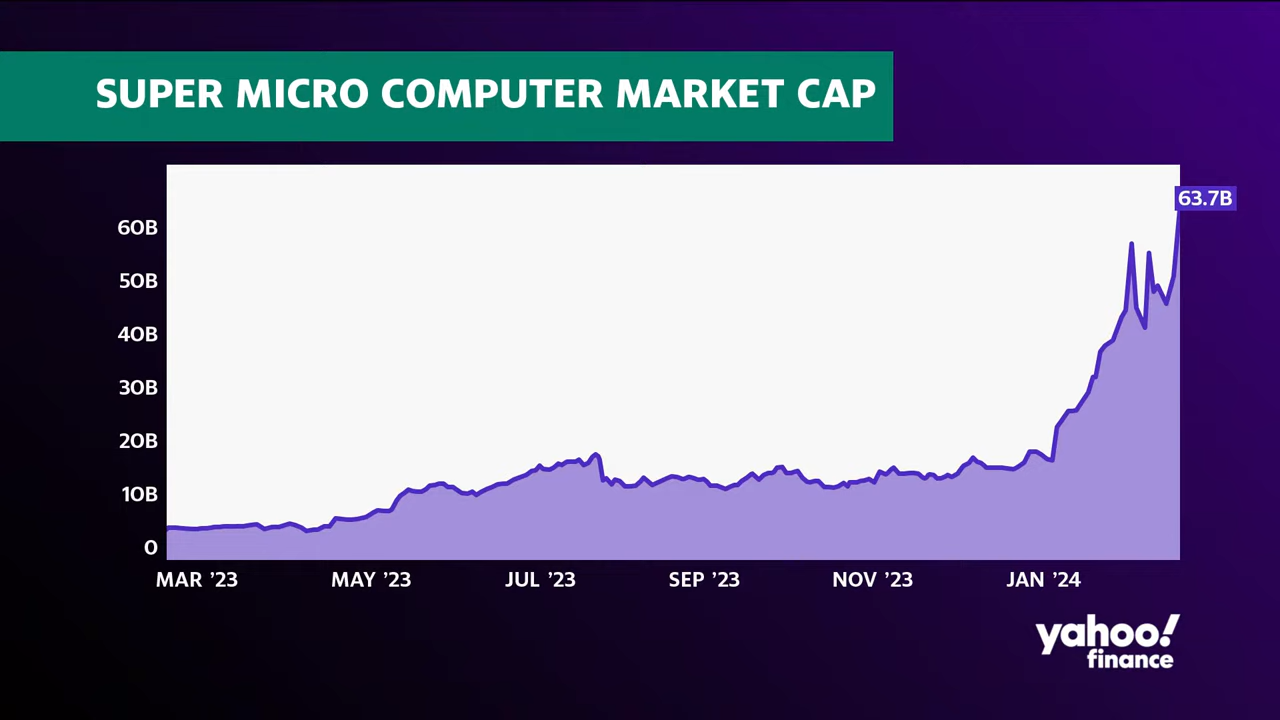 SUPER MICRO COMPUTER MARKET CAP
63.7B
60B
50B
40B
30B
20B
10B
0
MAR ’23 MAY ’23 JUL ’23 SEP ’23 NOV ’23 JAN ’24
yahoo!
finance